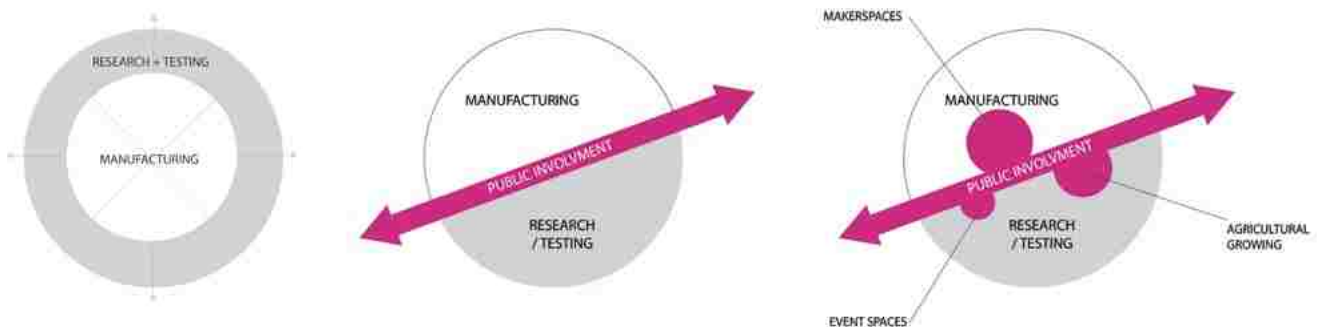 RESEARCH + TESTING
MANUFACTURING
MANUFACTURING
PUBLIC INVOLVMENT
RESEARCH
/ TESTING
MAKERSPACES
MANUFACTURING
PUBLIC INVOLVMENT
RESEARCH
/ TESTING
AGRICULTURAL
GROWING
EVENT SPACES